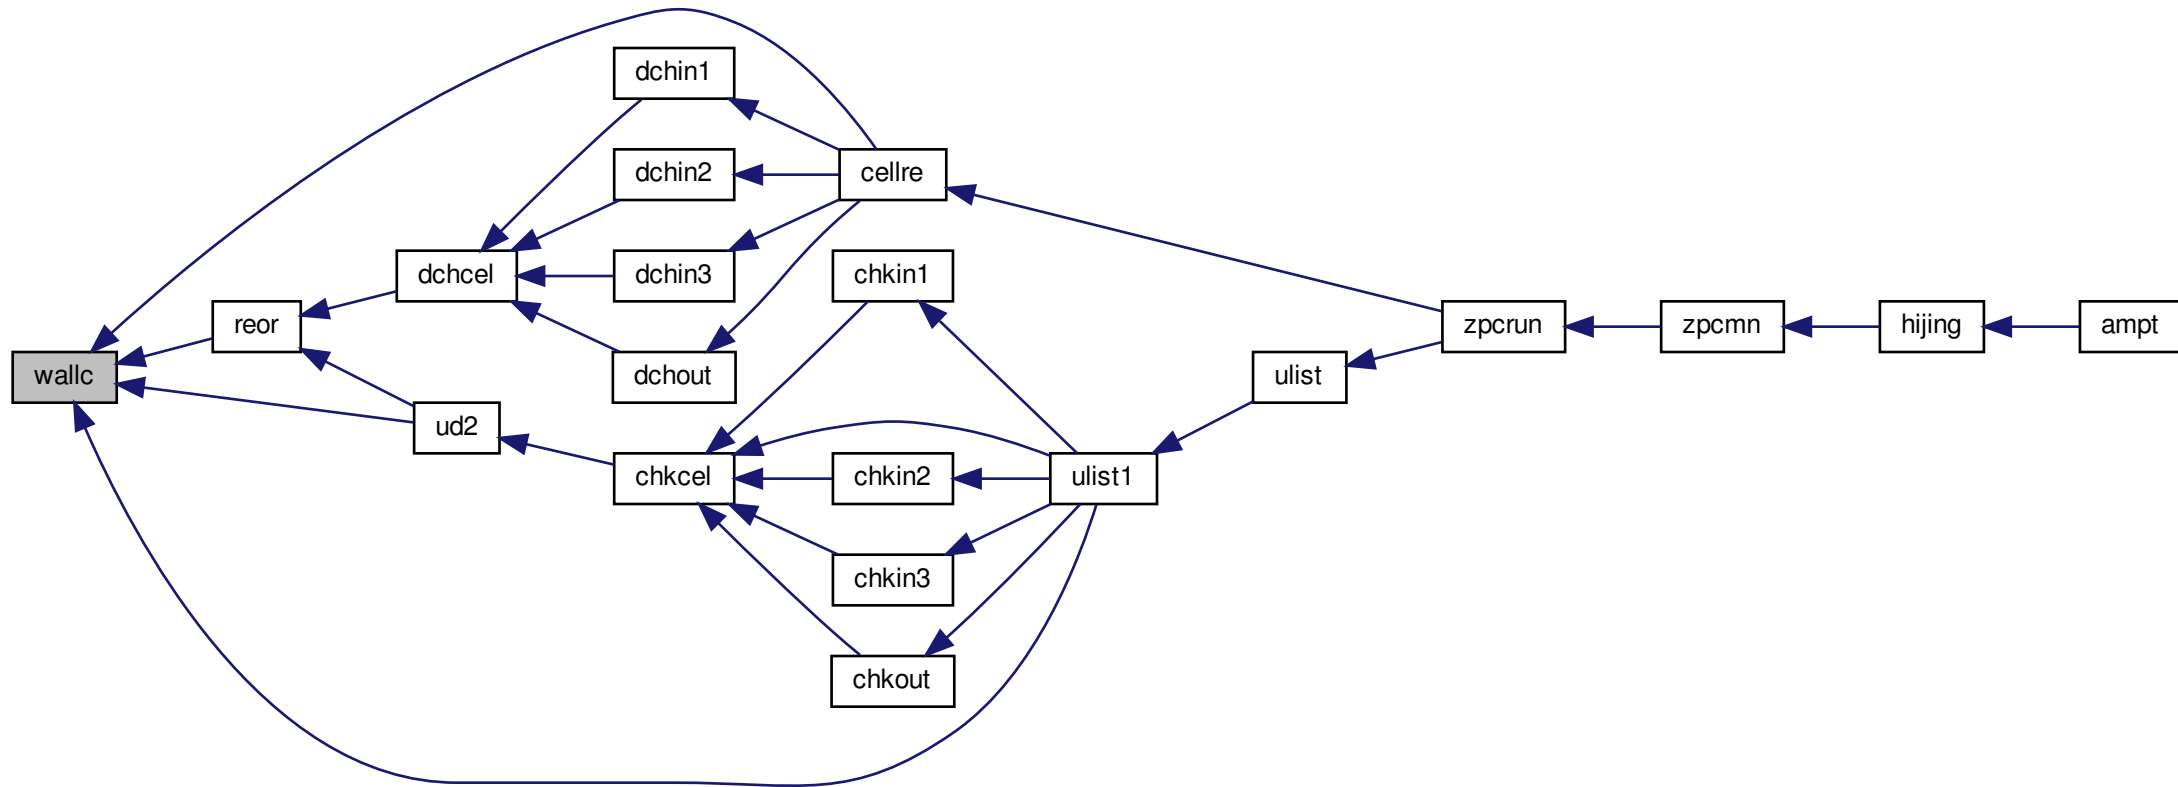 dchin1
dchin2
cellre
dchcel
dchin3
chkin1
reor
zpcrun
zpcmn
hijing
ampt
wallc
dchout
ulist
ud2
chkcel
chkin2
ulist1
chkin3
chkout